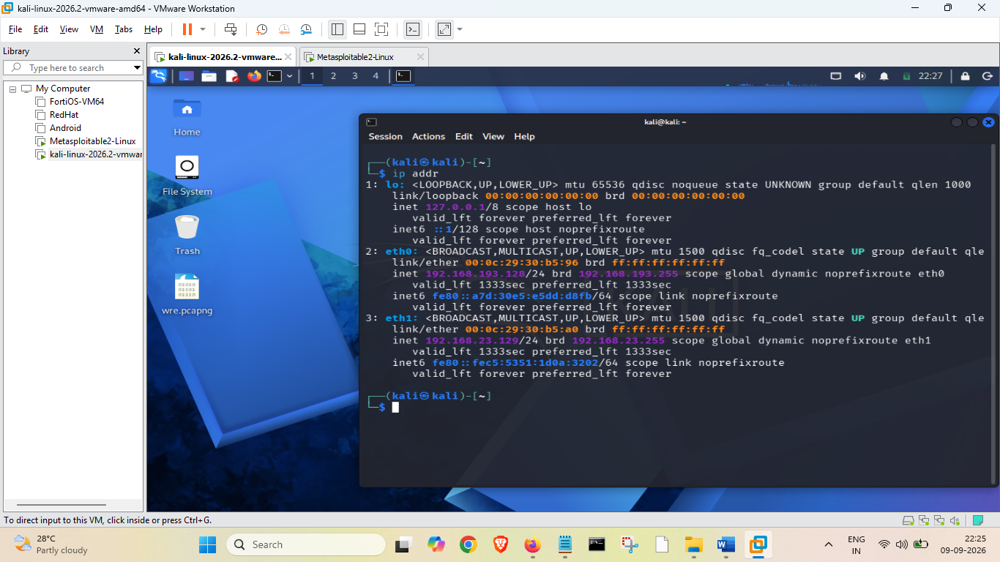 kali-linux-2026.2-vmware-amd64 - VMware Workstation
File Edit View VM Tabs Help
Library
Type here to search
My Computer
FortiOS-VM64
RedHat
Android
Metasploitable2-Linux
kali-linux-2026.2-vmwar
kali-linux-2026.2-vmware... Metasploitable2-Linux
1 2 3 4 22:27
Home
File System
Trash
wre.pcapng
kali@kali: ~
Session Actions Edit View Help
┌──(kali㉿kali)-[~]
└─$ ip addr
1: lo: <LOOPBACK,UP,LOWER_UP> mtu 65536 qdisc noqueue state UNKNOWN group default qlen 1000
link/loopback 00:00:00:00:00:00 brd 00:00:00:00:00:00
inet 127.0.0.1/8 scope host lo
valid_lft forever preferred_lft forever
inet6 ::1/128 scope host noprefixroute
valid_lft forever preferred_lft forever
2: eth0: <BROADCAST,MULTICAST,UP,LOWER_UP> mtu 1500 qdisc fq_codel state UP group default qle
link/ether 00:0c:29:30:b5:96 brd ff:ff:ff:ff:ff:ff
inet 192.168.193.128/24 brd 192.168.193.255 scope global dynamic noprefixroute eth0
valid_lft 1333sec preferred_lft 1333sec
inet6 fe80::a7d:30e5:e5dd:d8fb/64 scope link noprefixroute
valid_lft forever preferred_lft forever
3: eth1: <BROADCAST,MULTICAST,UP,LOWER_UP> mtu 1500 qdisc fq_codel state UP group default qle
link/ether 00:0c:29:30:b5:a0 brd ff:ff:ff:ff:ff:ff
inet 192.168.23.129/24 brd 192.168.23.255 scope global dynamic noprefixroute eth1
valid_lft 1333sec preferred_lft 1333sec
inet6 fe80::fec5:5351:1d0a:3202/64 scope link noprefixroute
valid_lft forever preferred_lft forever
┌──(kali㉿kali)-[~]
└─$
To direct input to this VM, click inside or press Ctrl+G.
28°C
Partly cloudy
Search
ENG
IN
22:25
09-09-2026